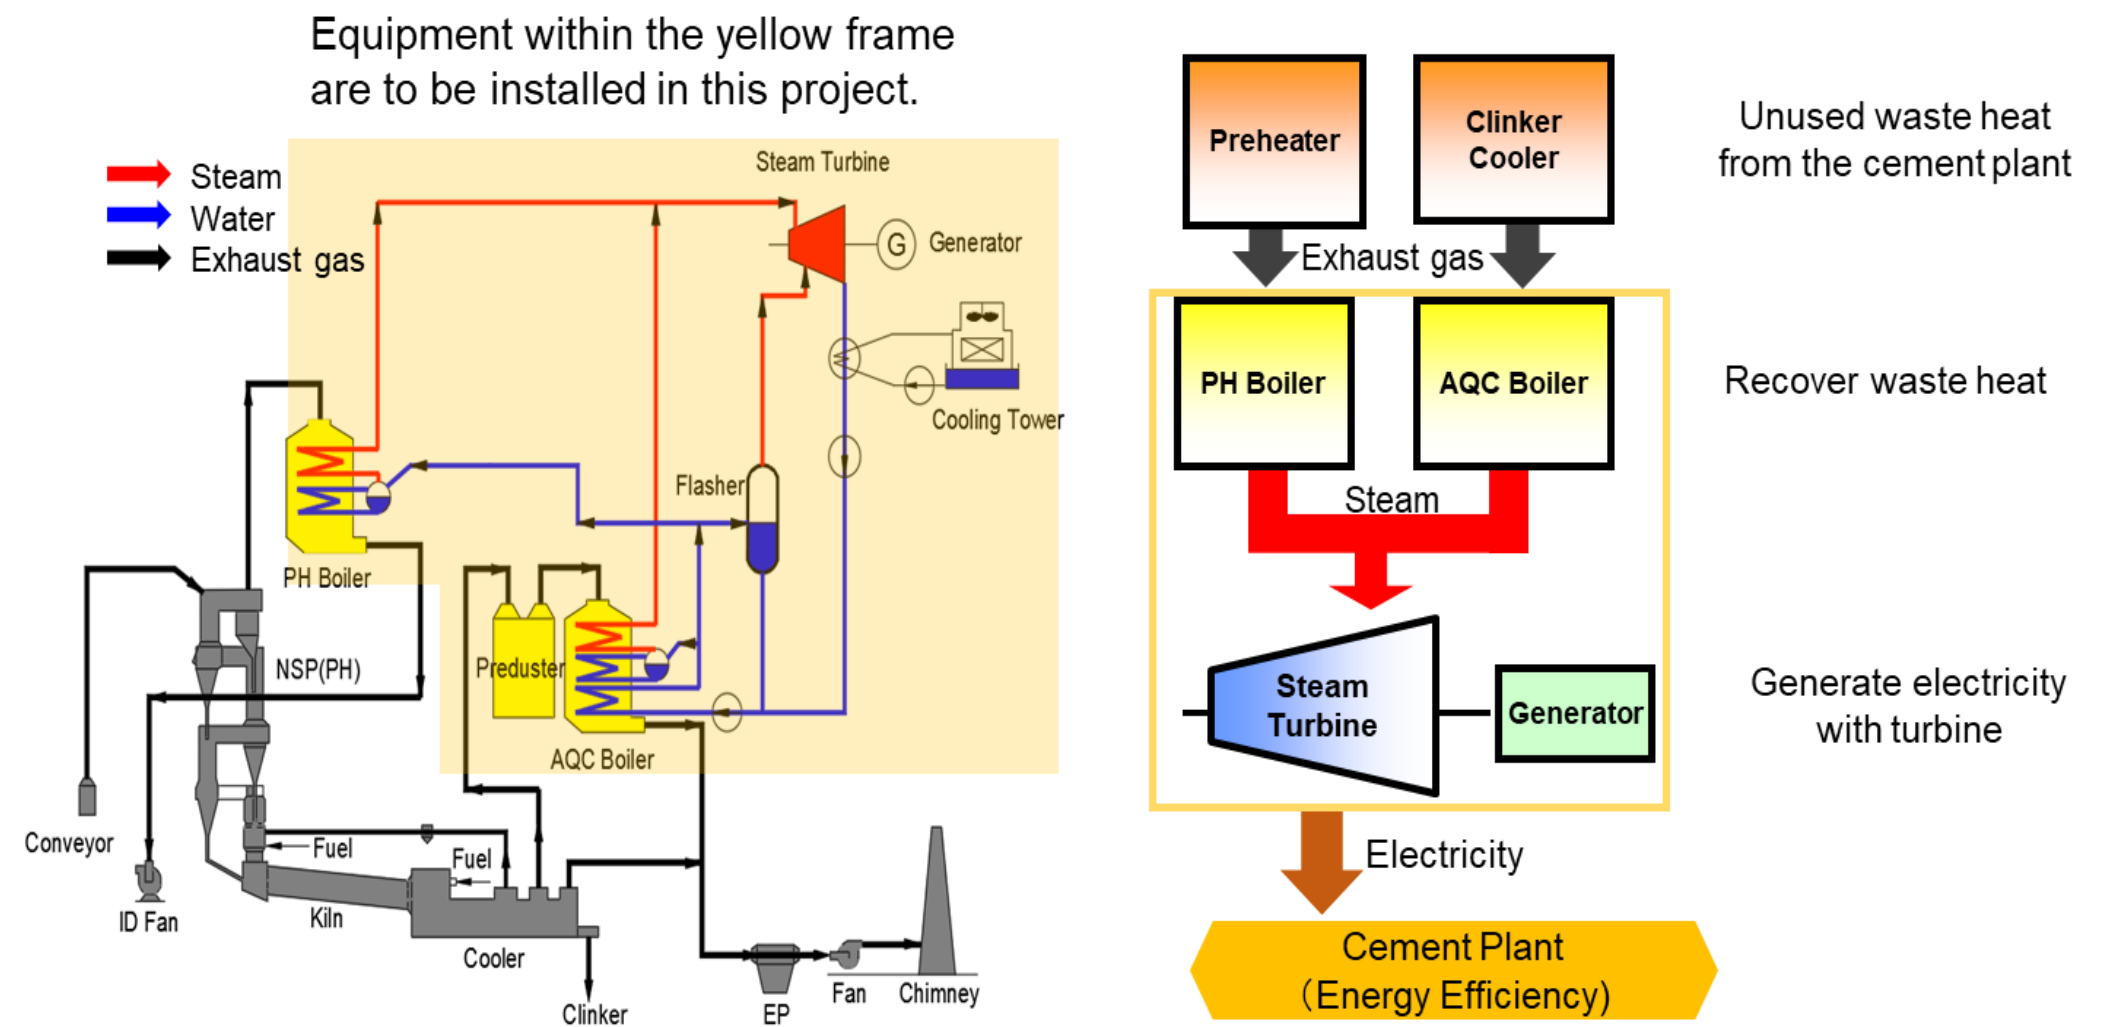 Equipment within the yellow frame
are to be installed in this project.
Steam
Water
Exhaust gas
Steam Turbine
G
Generator
Cooling Tower
Flasher
PH Boiler
NSP(PH)
Preduster
AQC Boiler
Conveyor
Fuel
Fuel
ID Fan
Kiln
Cooler
Clinker
EP
Fan
Chimney
Preheater
Clinker
Cooler
Unused waste heat
from the cement plant
Exhaust gas
PH Boiler
AQC Boiler
Recover waste heat
Steam
Steam
Turbine
Generator
Generate electricity
with turbine
Electricity
Cement Plant
（Energy Efficiency)